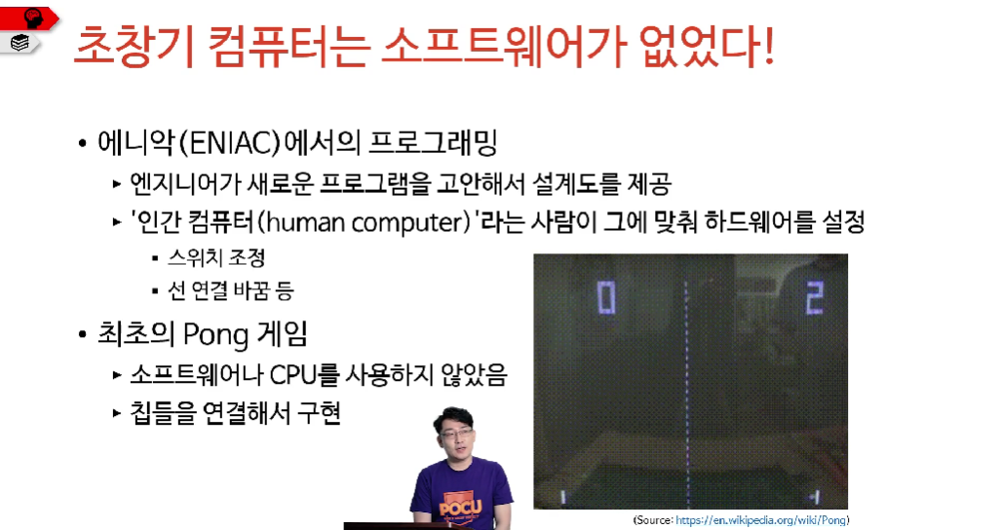 초창기 컴퓨터는 소프트웨어가 없었다!
• 에니악(ENIAC)에서의 프로그래밍
▸ 엔지니어가 새로운 프로그램을 고안해서 설계도를 제공
▸ '인간 컴퓨터(human computer)'라는 사람이 그에 맞춰 하드웨어를 설정
▪ 스위치 조정
▪ 선 연결 바꿈 등
• 최초의 Pong 게임
▸ 소프트웨어나 CPU를 사용하지 않았음
▸ 칩들을 연결해서 구현
0 2
POCU
(Source: https://en.wikipedia.org/wiki/Pong)